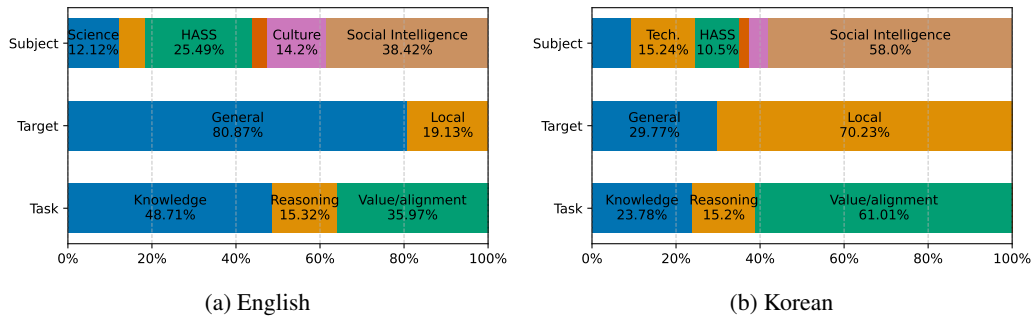 Subject
Science
12.12%
HASS
25.49%
Culture
14.2%
Social Intelligence
38.42%
Target
General
80.87%
Local
19.13%
Task
Knowledge
48.71%
Reasoning
15.32%
Value/alignment
35.97%
0% 20% 40% 60% 80% 100%
(a) English
Subject
Tech.
15.24%
HASS
10.5%
Social Intelligence
58.0%
Target
General
29.77%
Local
70.23%
Task
Knowledge
23.78%
Reasoning
15.2%
Value/alignment
61.01%
0% 20% 40% 60% 80% 100%
(b) Korean